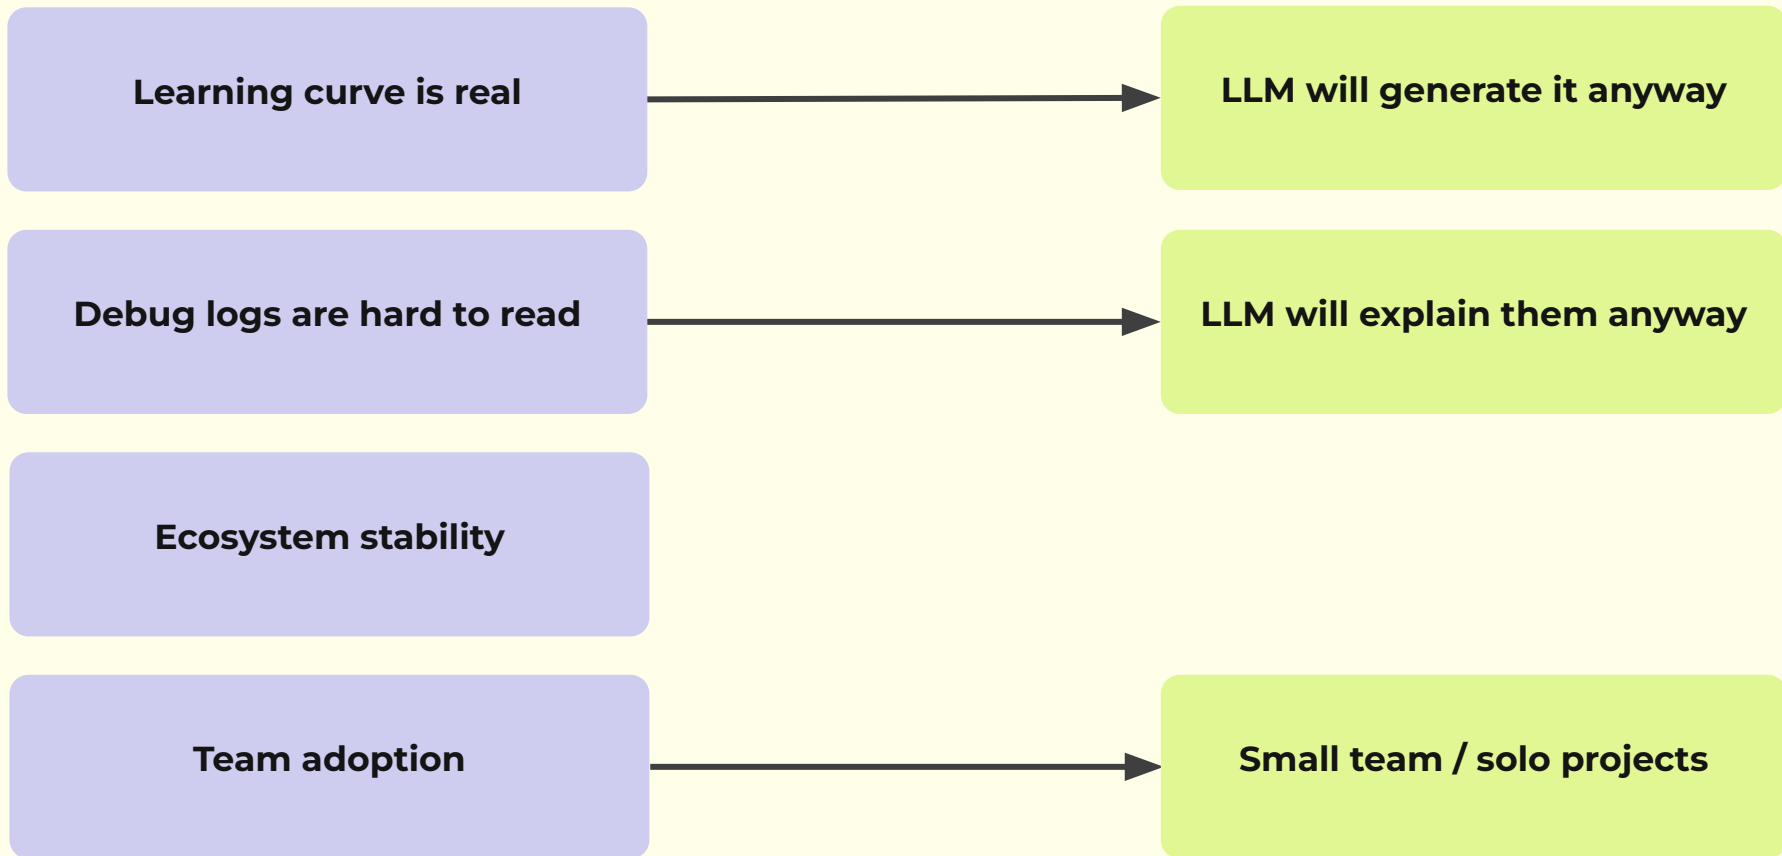 Learning curve is real
LLM will generate it anyway
Debug logs are hard to read
LLM will explain them anyway
Ecosystem stability
Team adoption
Small team / solo projects